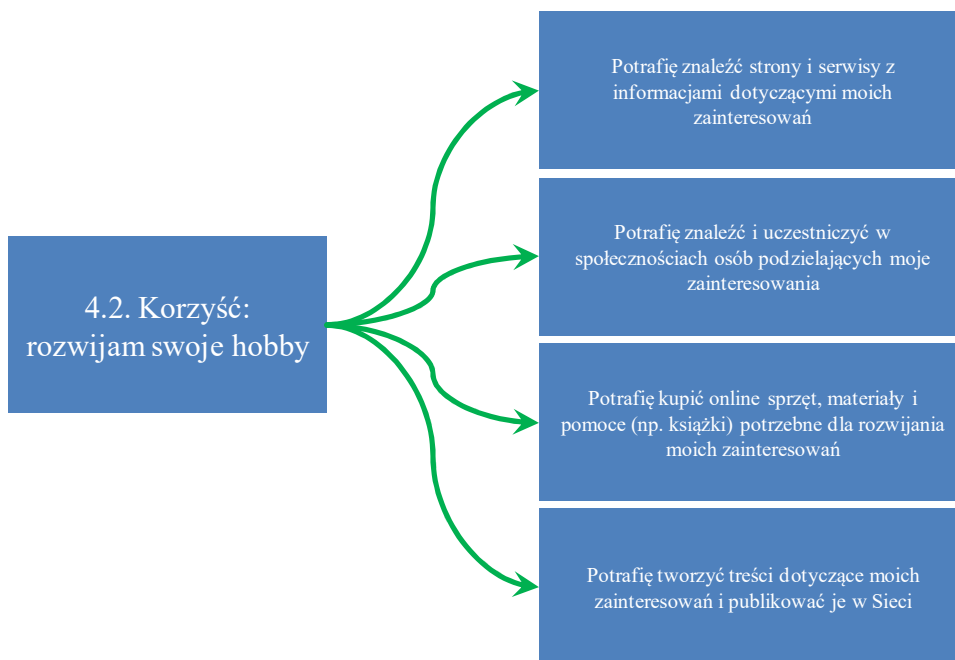 4.2. Korzyść:
rozwijam swoje hobby
Potrafię znaleźć strony i serwisy z
informacjami dotyczącymi moich
zainteresowań
Potrafię znaleźć i uczestniczyć w
społecznościach osób podzielających moje
zainteresowania
Potrafię kupić online sprzęt, materiały i
pomoce (np. książki) potrzebne dla rozwijania
moich zainteresowań
Potrafię tworzyć treści dotyczące moich
zainteresowań i publikować je w Sieci